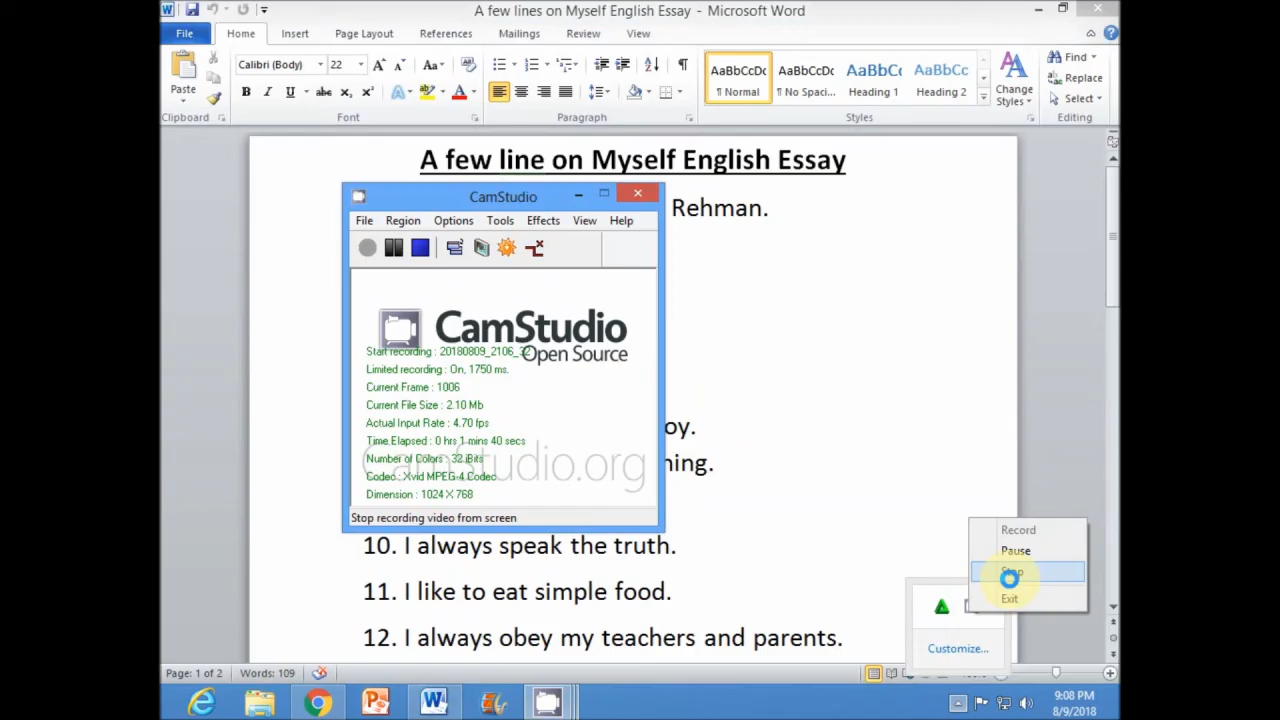 A few lines on Myself English Essay - Microsoft Word
File Home Insert Page Layout References Mailings Review View
Calibri (Body) 22
Paste
AaBbCcDc AaBbCcDc AaBbCc AaBbCc
¶ Normal ¶ No Spaci... Heading 1 Heading 2
Change Styles
Find
Replace
Select
Clipboard Font Paragraph Styles Editing
A few line on Myself English Essay
Rehman.
oy.
ning.
10. I always speak the truth.
11. I like to eat simple food.
12. I always obey my teachers and parents.
CamStudio
File Region Options Tools Effects View Help
CamStudio
Open Source
Start recording : 20180809_2106_32
Limited recording : On, 1750 ms.
Current Frame : 1006
Current File Size : 2.10 Mb
Actual Input Rate : 4.70 fps
Time Elapsed : 0 hrs 1 mins 40 secs
Number of Colors : 32 Bits
Codec : Xvid MPEG-4 Codec
Dimension : 1024 X 768
CamStudio.org
Stop recording video from screen
Record
Pause
Stop
Exit
Customize...
Page: 1 of 2 Words: 109
9:08 PM
8/9/2018